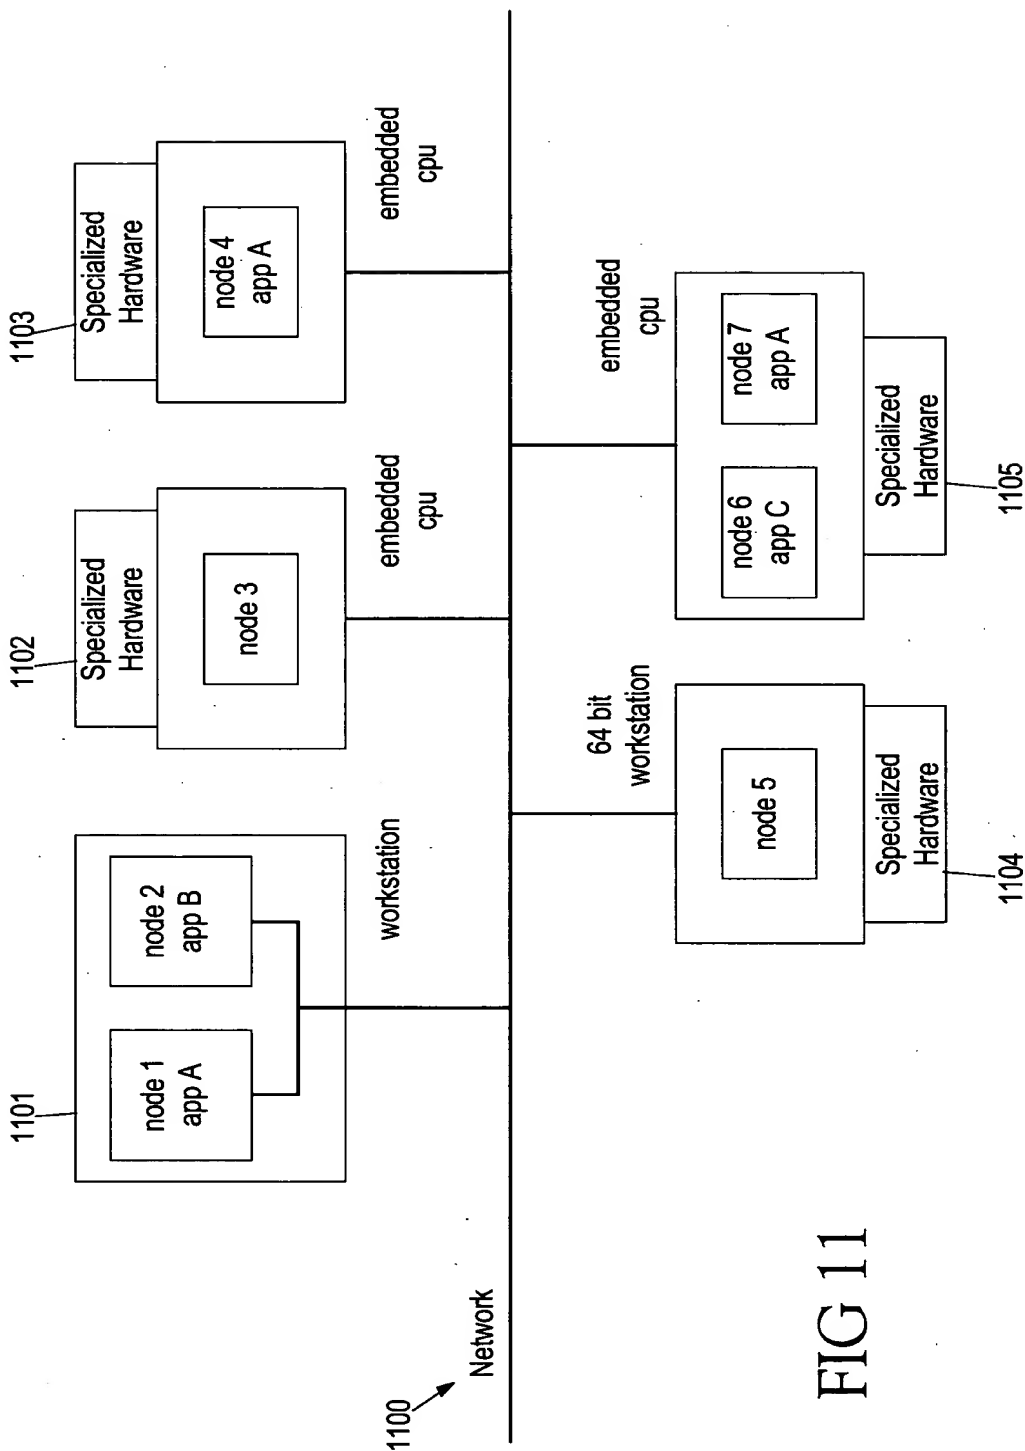 1101
node 1
app A
node 2
app B
workstation
1102
Specialized
Hardware
node 3
embedded
cpu
1103
Specialized
Hardware
node 4
app A
embedded
cpu
1100
Network
64 bit
workstation
node 5
Specialized
Hardware
1104
embedded
cpu
node 6
app C
node 7
app A
Specialized
Hardware
1105
FIG 11